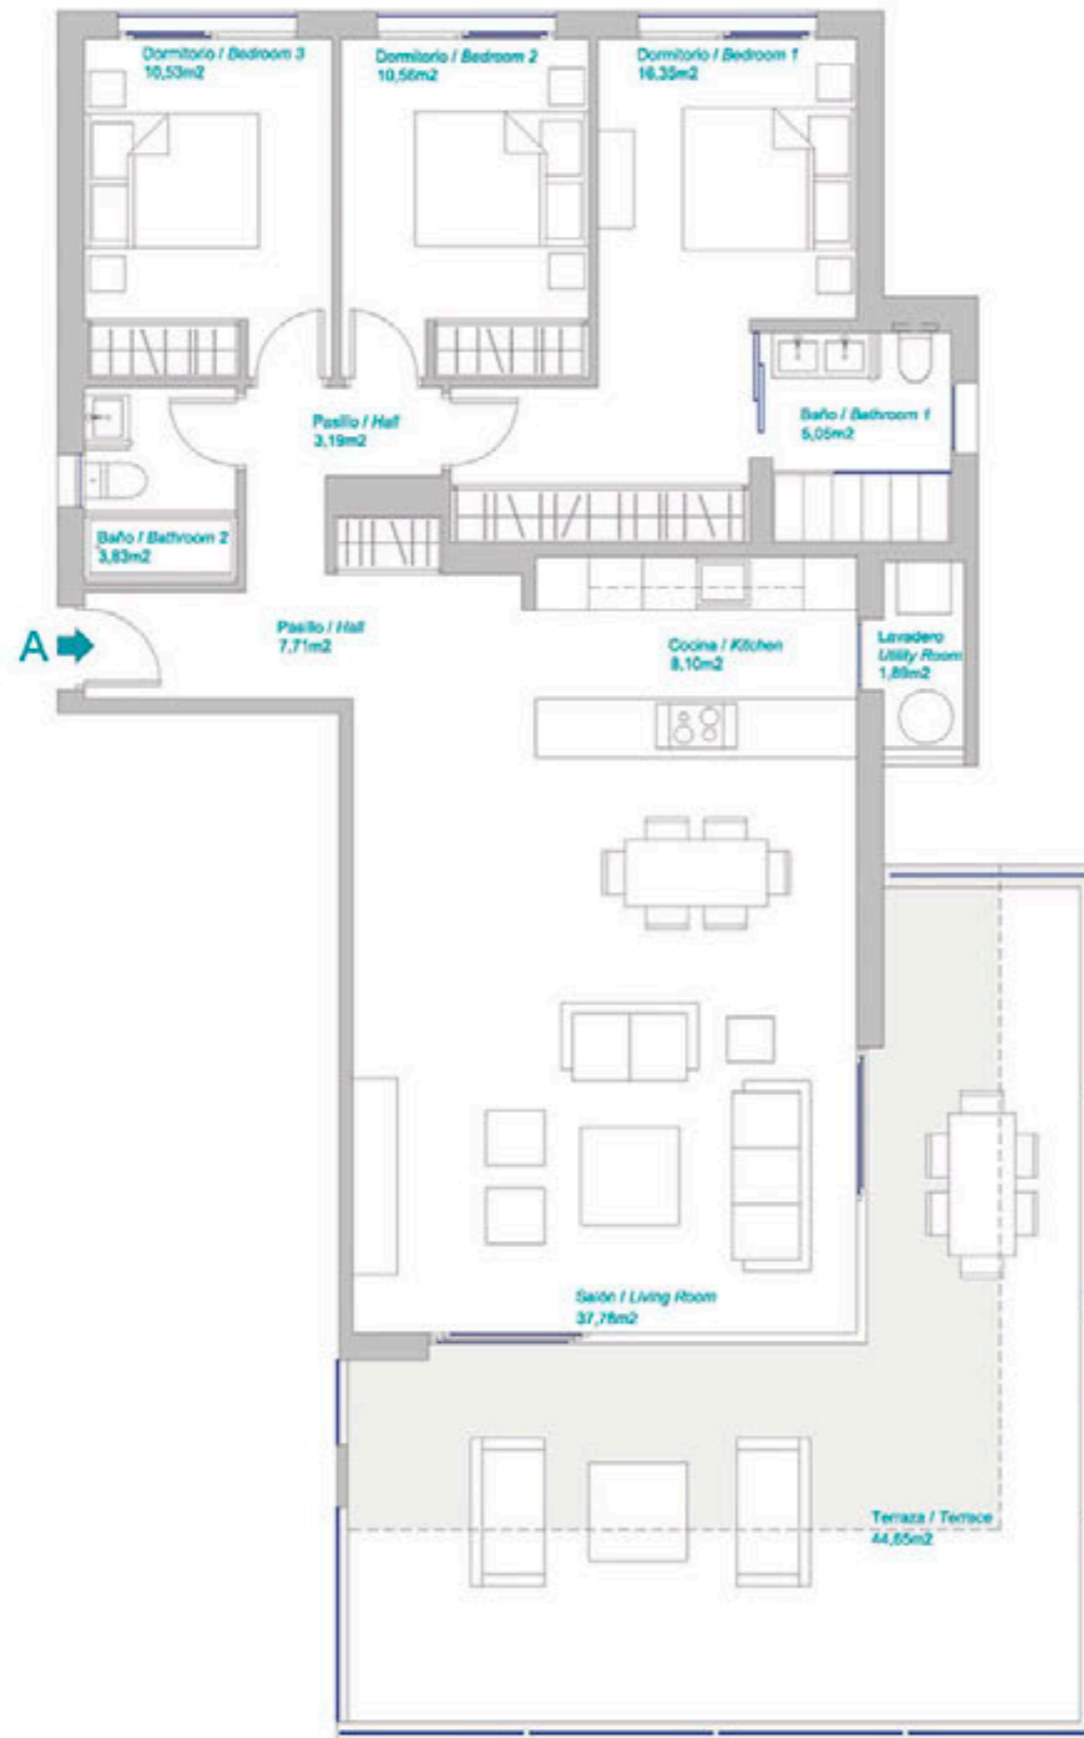 Dormitorio / Bedroom 3
10,53m2
Dormitorio / Bedroom 2
10,56m2
Dormitorio / Bedroom 1
16,35m2
Pasillo / Hall
3,19m2
Baño / Bathroom 1
5,05m2
Baño / Bathroom 2
3,83m2
A
Pasillo / Hall
7,71m2
Cocina / Kitchen
8,10m2
Lavadero
Utility Room
1,89m2
Salón / Living Room
37,78m2
Terraza / Terrace
44,65m2